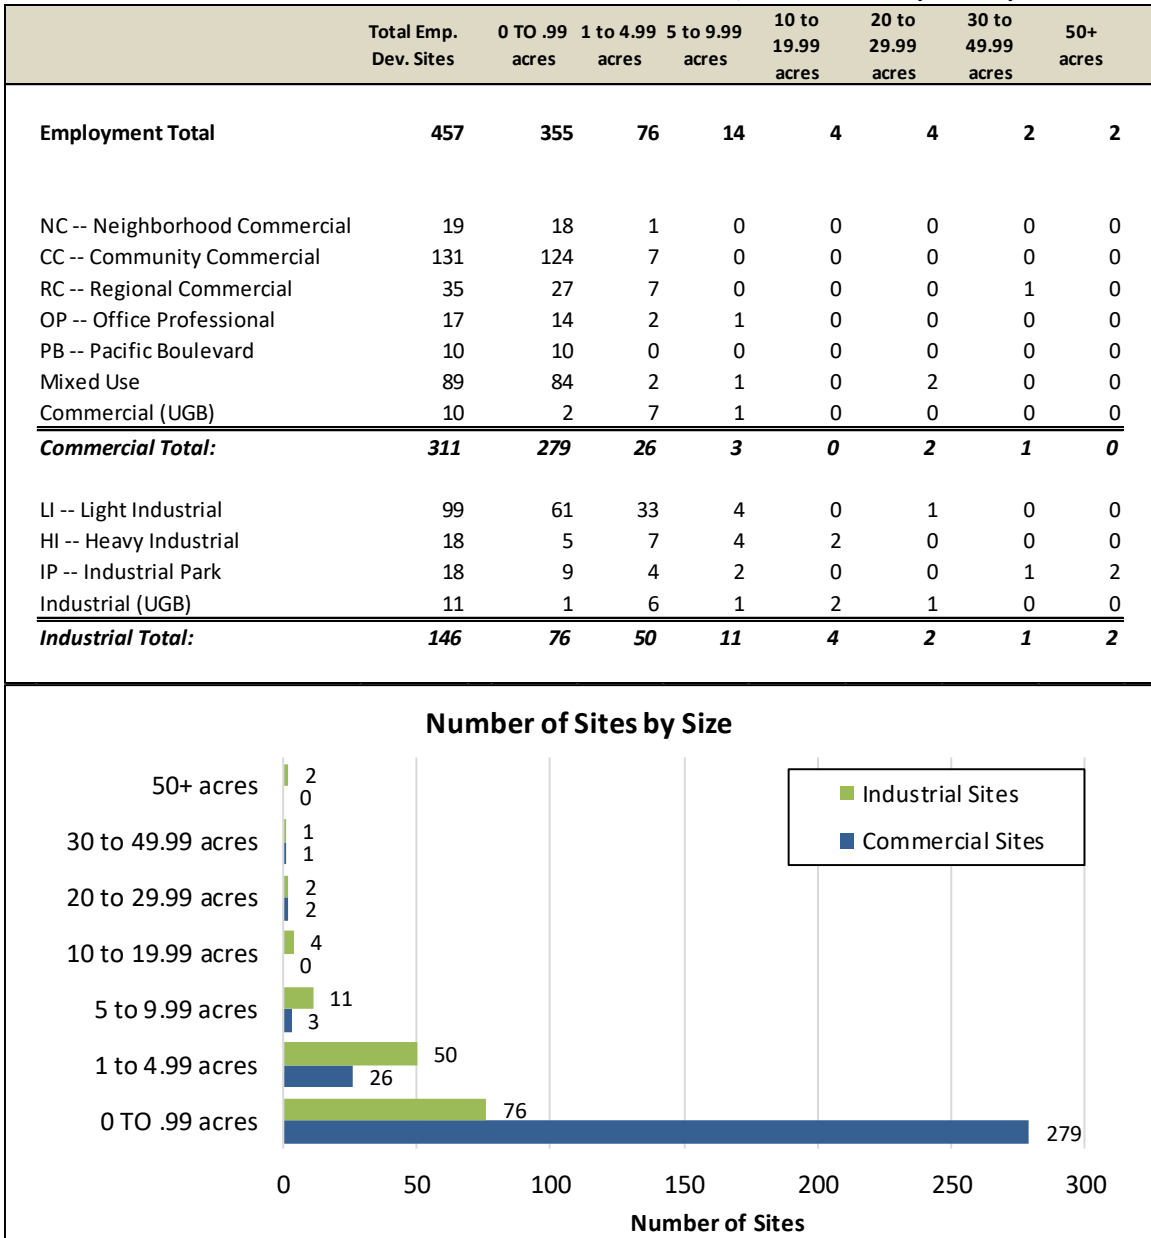 Total Emp. Dev. Sites 0 TO .99 acres 1 to 4.99 acres 5 to 9.99 acres 10 to 19.99 acres 20 to 29.99 acres 30 to 49.99 acres 50+ acres
Employment Total 457 355 76 14 4 4 2 2
NC -- Neighborhood Commercial 19 18 1 0 0 0 0 0
CC -- Community Commercial 131 124 7 0 0 0 0 0
RC -- Regional Commercial 35 27 7 0 0 0 1 0
OP -- Office Professional 17 14 2 1 0 0 0 0
PB -- Pacific Boulevard 10 10 0 0 0 0 0 0
Mixed Use 89 84 2 1 0 2 0 0
Commercial (UGB) 10 2 7 1 0 0 0 0
Commercial Total: 311 279 26 3 0 2 1 0
LI -- Light Industrial 99 61 33 4 0 1 0 0
HI -- Heavy Industrial 18 5 7 4 2 0 0 0
IP -- Industrial Park 18 9 4 2 0 0 1 2
Industrial (UGB) 11 1 6 1 2 1 0 0
Industrial Total: 146 76 50 11 4 2 1 2
Number of Sites by Size
50+ acres 2 0
30 to 49.99 acres 1 1
20 to 29.99 acres 2 2
10 to 19.99 acres 4 0
5 to 9.99 acres 11 3
1 to 4.99 acres 50 26
0 TO .99 acres 76 279
Industrial Sites
Commercial Sites
0 50 100 150 200 250 300
Number of Sites